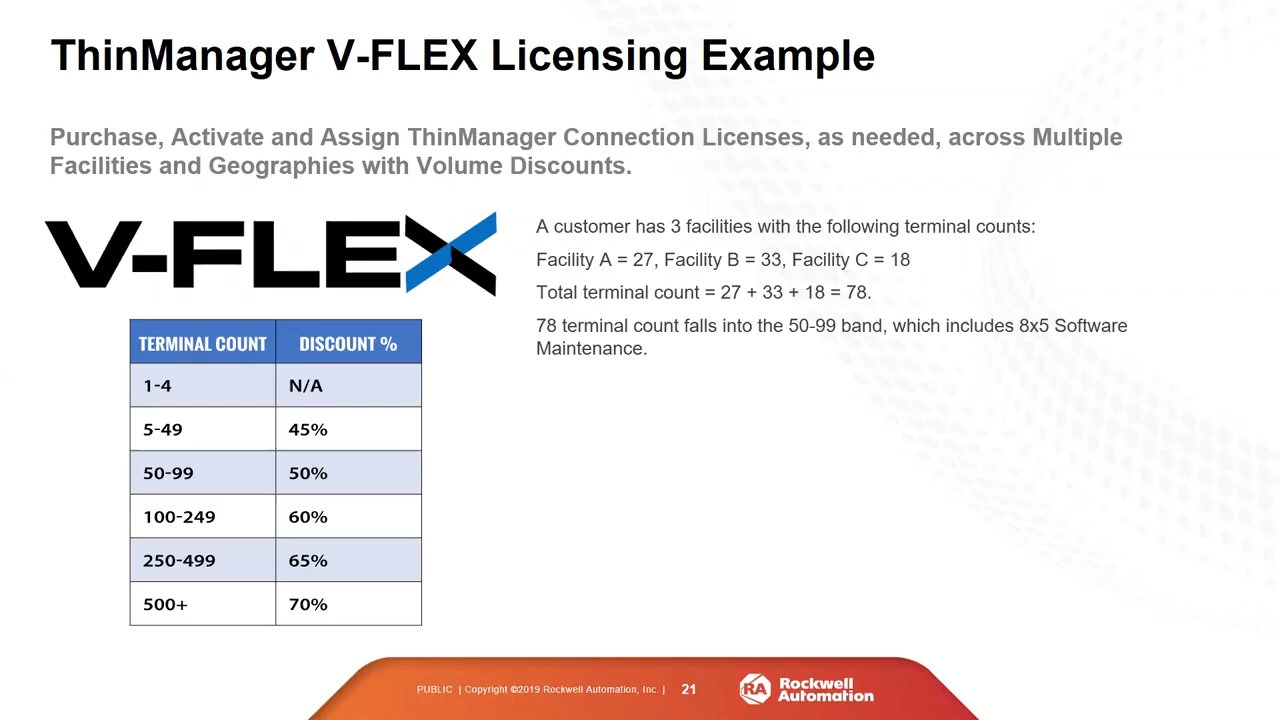 ThinManager V-FLEX Licensing Example
Purchase, Activate and Assign ThinManager Connection Licenses, as needed, across Multiple
Facilities and Geographies with Volume Discounts.
V-FLEX
A customer has 3 facilities with the following terminal counts:
Facility A = 27, Facility B = 33, Facility C = 18
Total terminal count = 27 + 33 + 18 = 78.
78 terminal count falls into the 50-99 band, which includes 8x5 Software
Maintenance.
TERMINAL COUNT DISCOUNT %
1-4 N/A
5-49 45%
50-99 50%
100-249 60%
250-499 65%
500+ 70%
PUBLIC | Copyright ©2019 Rockwell Automation, Inc. | 21
RA Rockwell
Automation